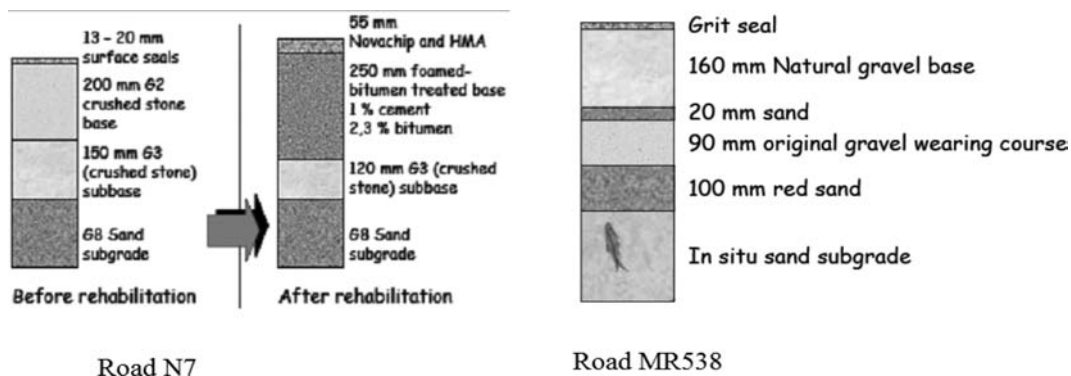 13 - 20 mm
surface seals
200 mm G2
crushed stone
base
150 mm G3
(crushed stone)
subbase
G8 Sand
subgrade
Before rehabilitation
55 mm
Novachip and HMA
250 mm foamed-
bitumen treated base
1 % cement
2,3 % bitumen
120 mm G3 (crushed
stone) subbase
G8 Sand
subgrade
After rehabilitation
Road N7
Grit seal
160 mm Natural gravel base
20 mm sand
90 mm original gravel wearing course
100 mm red sand
In situ sand subgrade
Road MR538